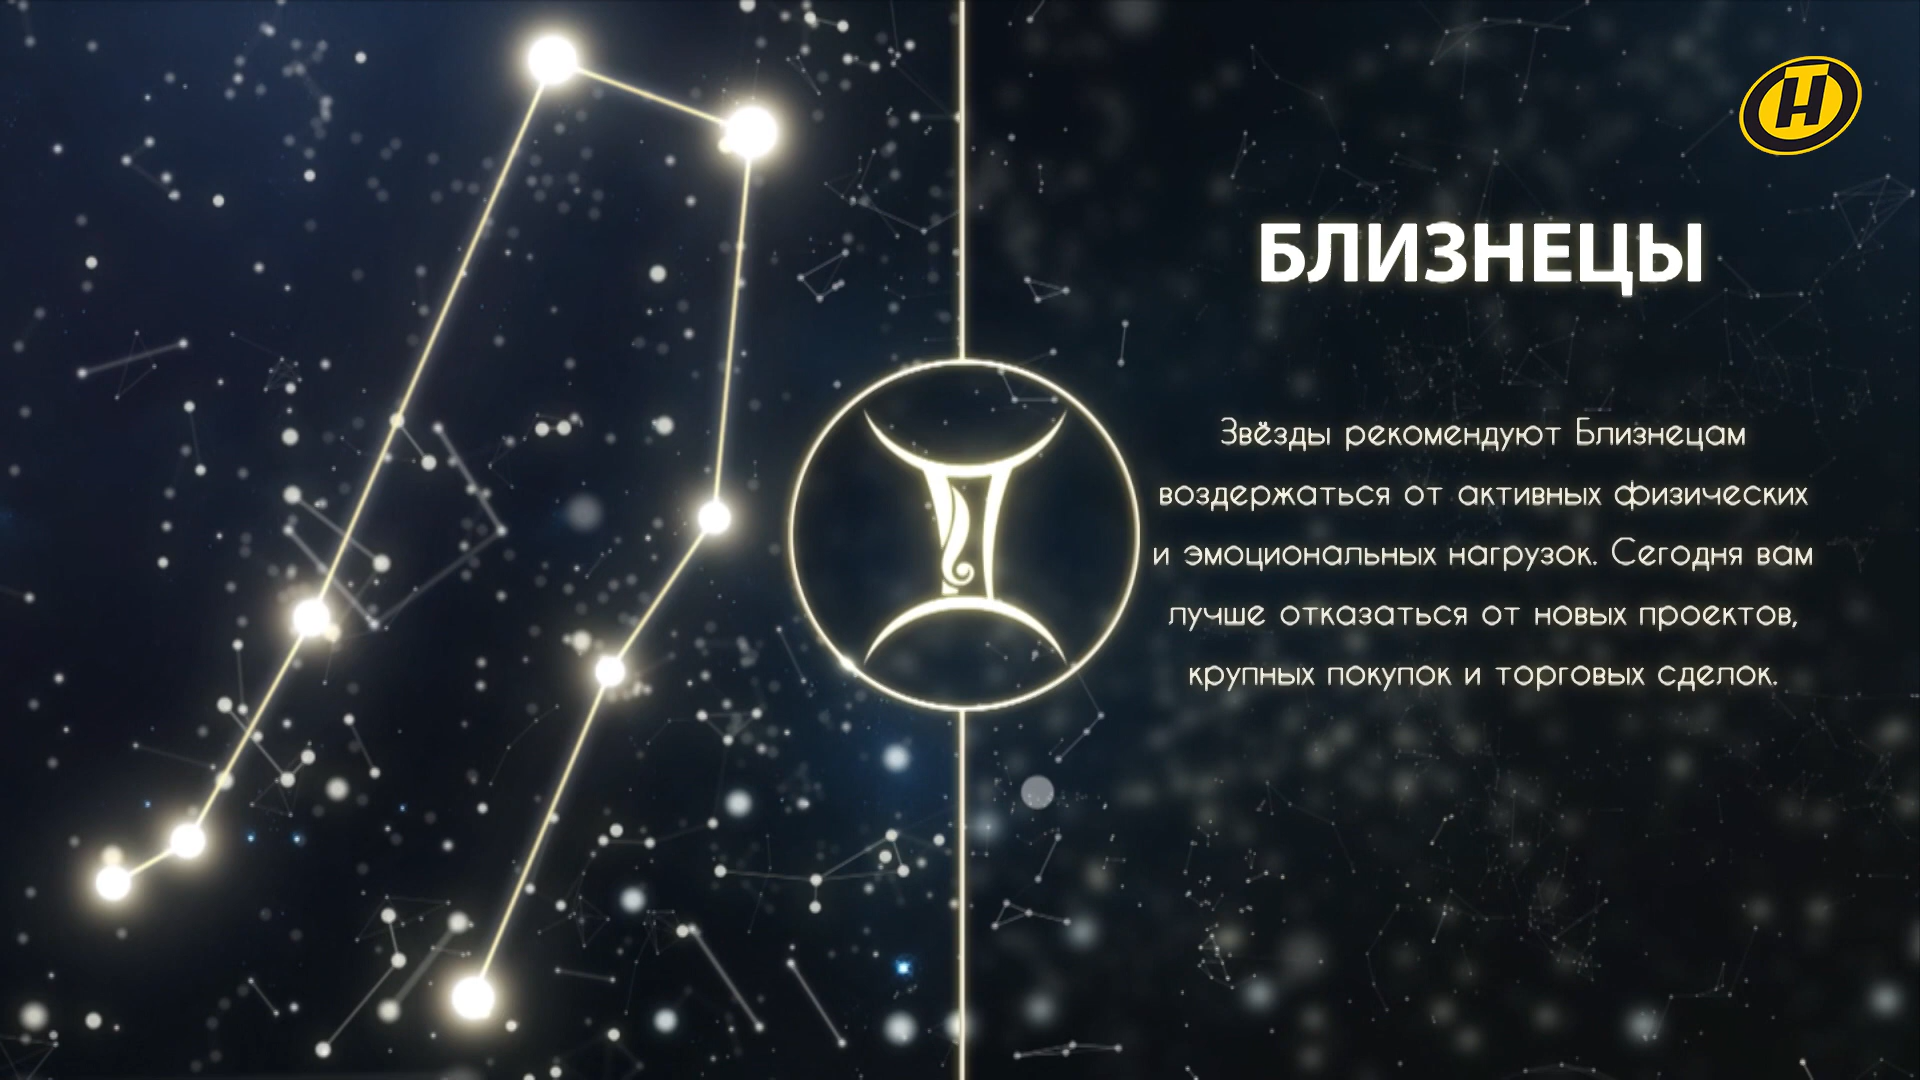 НТ
БЛИЗНЕЦЫ
Звёзды рекомендуют Близнецам
воздержаться от активных физических
и эмоциональных нагрузок. Сегодня вам
лучше отказаться от новых проектов,
крупных покупок и торговых сделок.